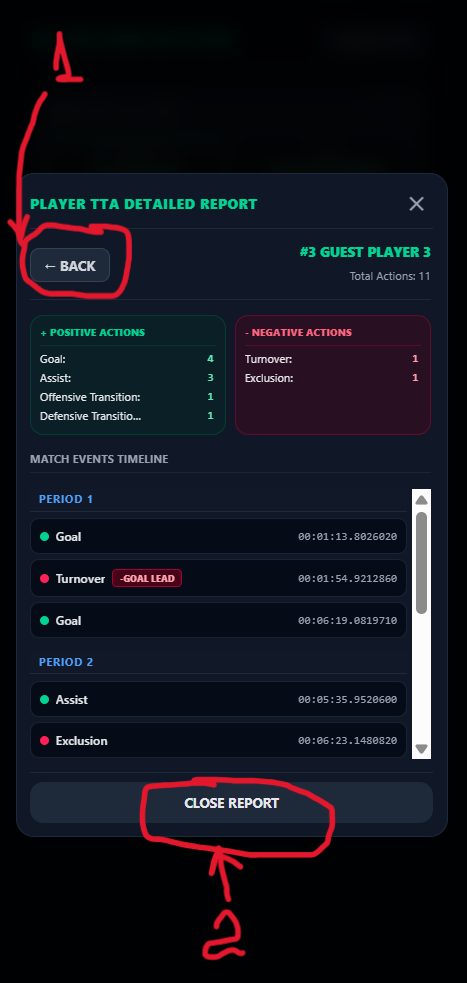 1
PLAYER TTA DETAILED REPORT ×
← BACK
#3 GUEST PLAYER 3
Total Actions: 11
+ POSITIVE ACTIONS
Goal: 4
Assist: 3
Offensive Transition: 1
Defensive Transitio... 1
- NEGATIVE ACTIONS
Turnover: 1
Exclusion: 1
MATCH EVENTS TIMELINE
PERIOD 1
Goal 00:01:13.8026020
Turnover -GOAL LEAD 00:01:54.9212860
Goal 00:06:19.0819710
PERIOD 2
Assist 00:05:35.9520600
Exclusion 00:06:23.1480820
CLOSE REPORT
2